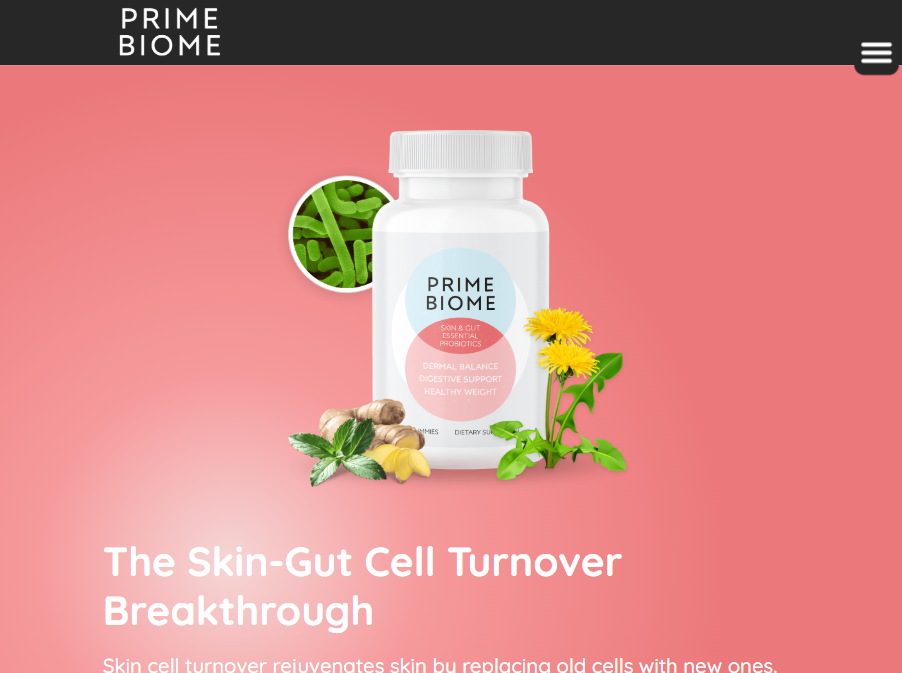 PRIME
BIOME
PRIME
BIOME
SKIN & GUT
ESSENTIAL
PROBIOTICS
DERMAL BALANCE
DIGESTIVE SUPPORT
HEALTHY WEIGHT
DIETARY
The Skin-Gut Cell Turnover
Breakthrough
Skin cell turnover rejuvenates skin by replacing old cells with new ones.